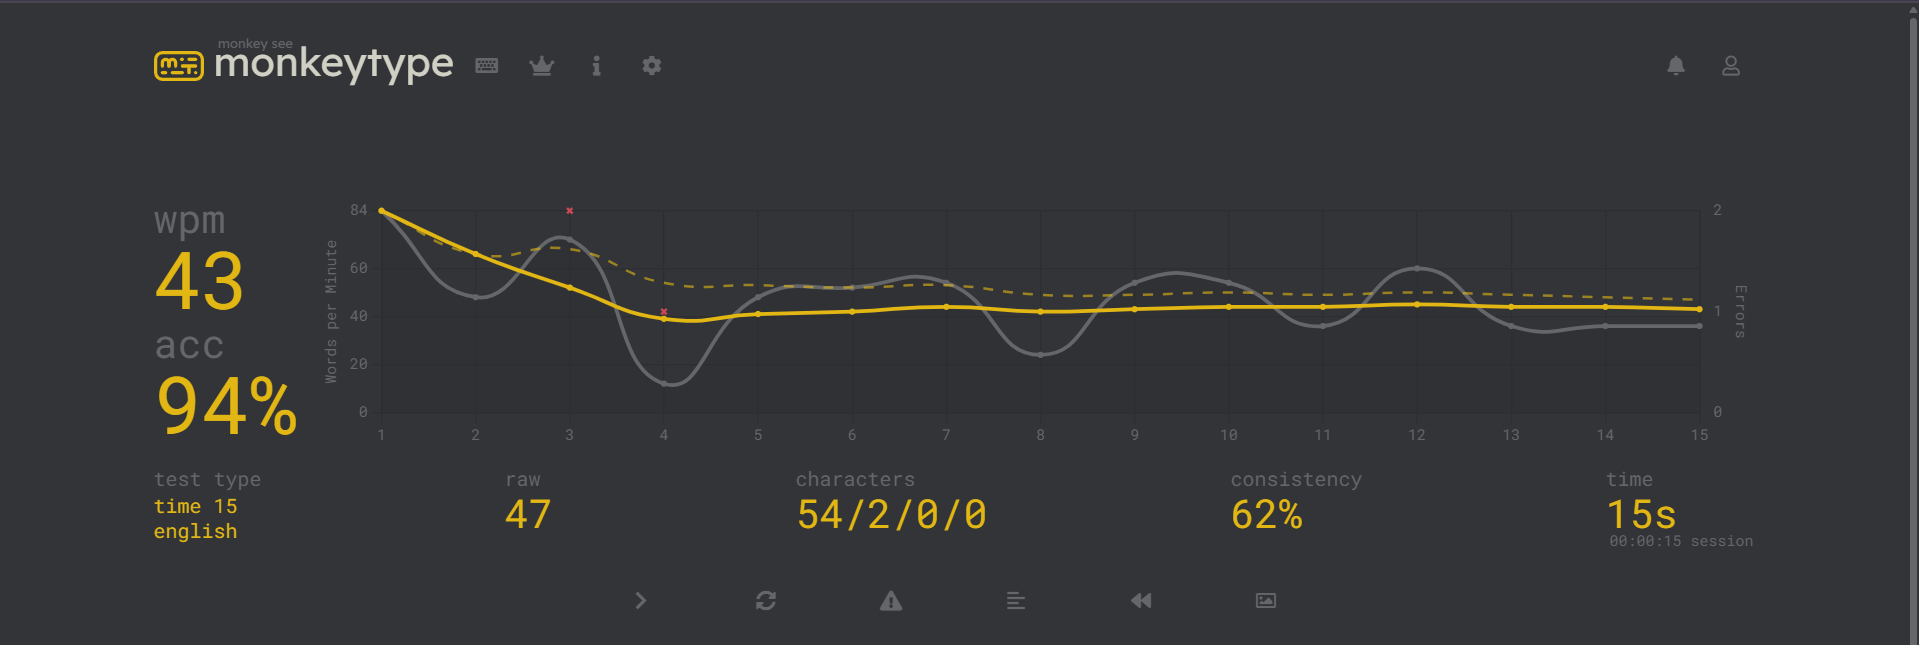 monkey see
monkeytype
wpm
43
acc
94%
Words per Minute
84
60
40
20
0
1 2 3 4 5 6 7 8 9 10 11 12 13 14 15
2
1
0
Errors
test type
time 15
english
raw
47
characters
54/2/0/0
consistency
62%
time
15s
00:00:15 session